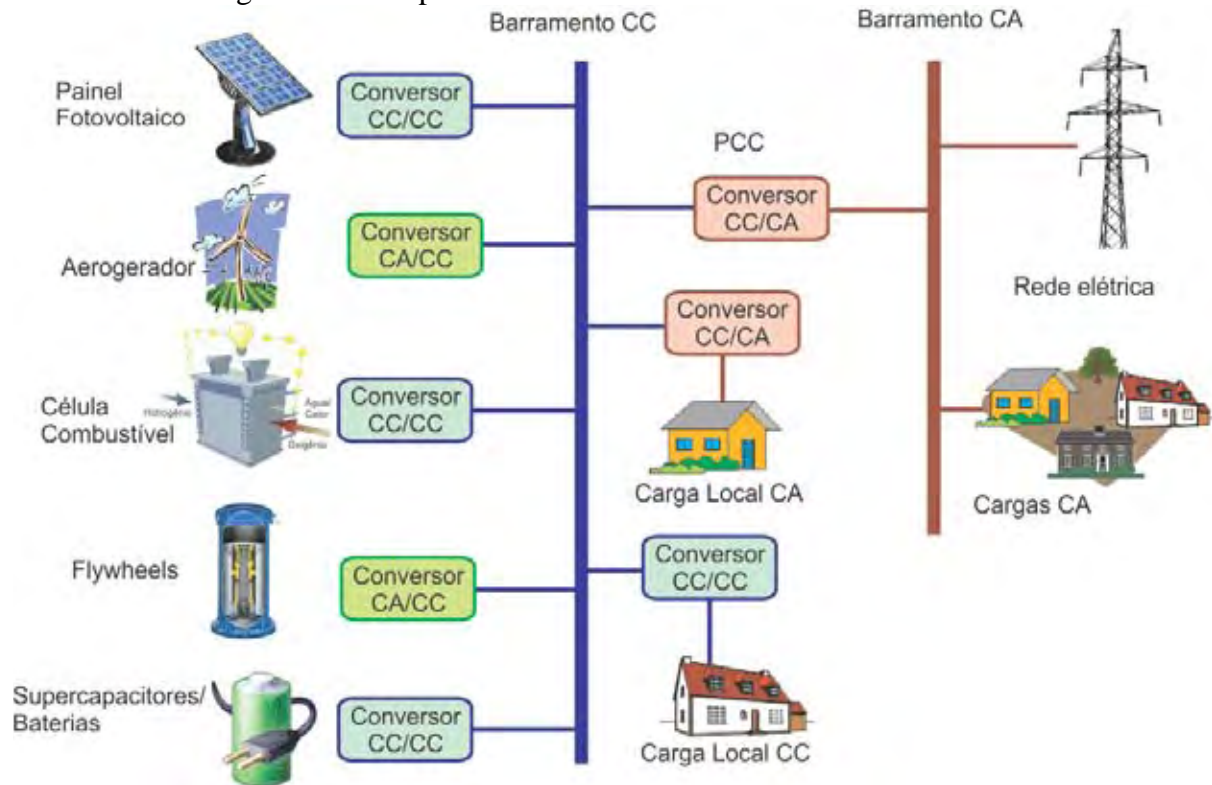 Barramento CC
Barramento CA
Painel
Fotovoltaico
Conversor
CC/CC
PCC
Conversor
CC/CA
Aerogerador
Conversor
CA/CC
Rede elétrica
Conversor
CC/CA
Célula
Combustível
Hidrogênio
Oxigênio
Conversor
CC/CC
Carga Local CA
Cargas CA
Flywheels
Conversor
CA/CC
Conversor
CC/CC
Supercapacitores/
Baterias
Conversor
CC/CC
Carga Local CC